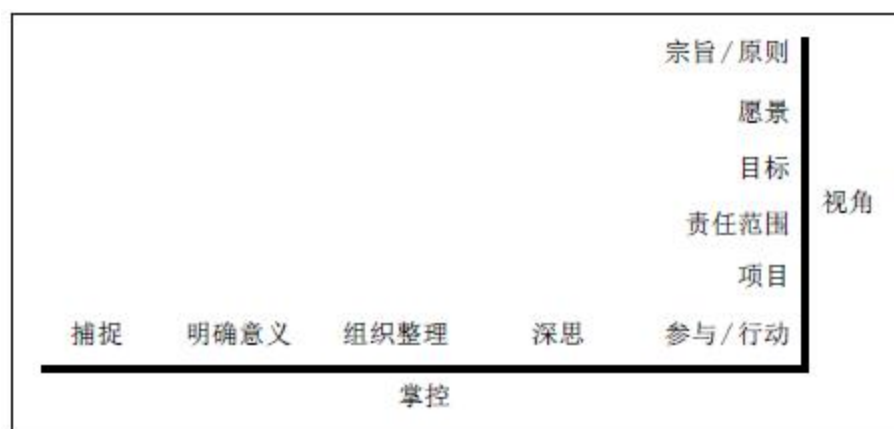 宗旨/原则
愿景
目标
视角
责任范围
项目
捕捉 明确意义 组织整理 深思 参与/行动
掌控